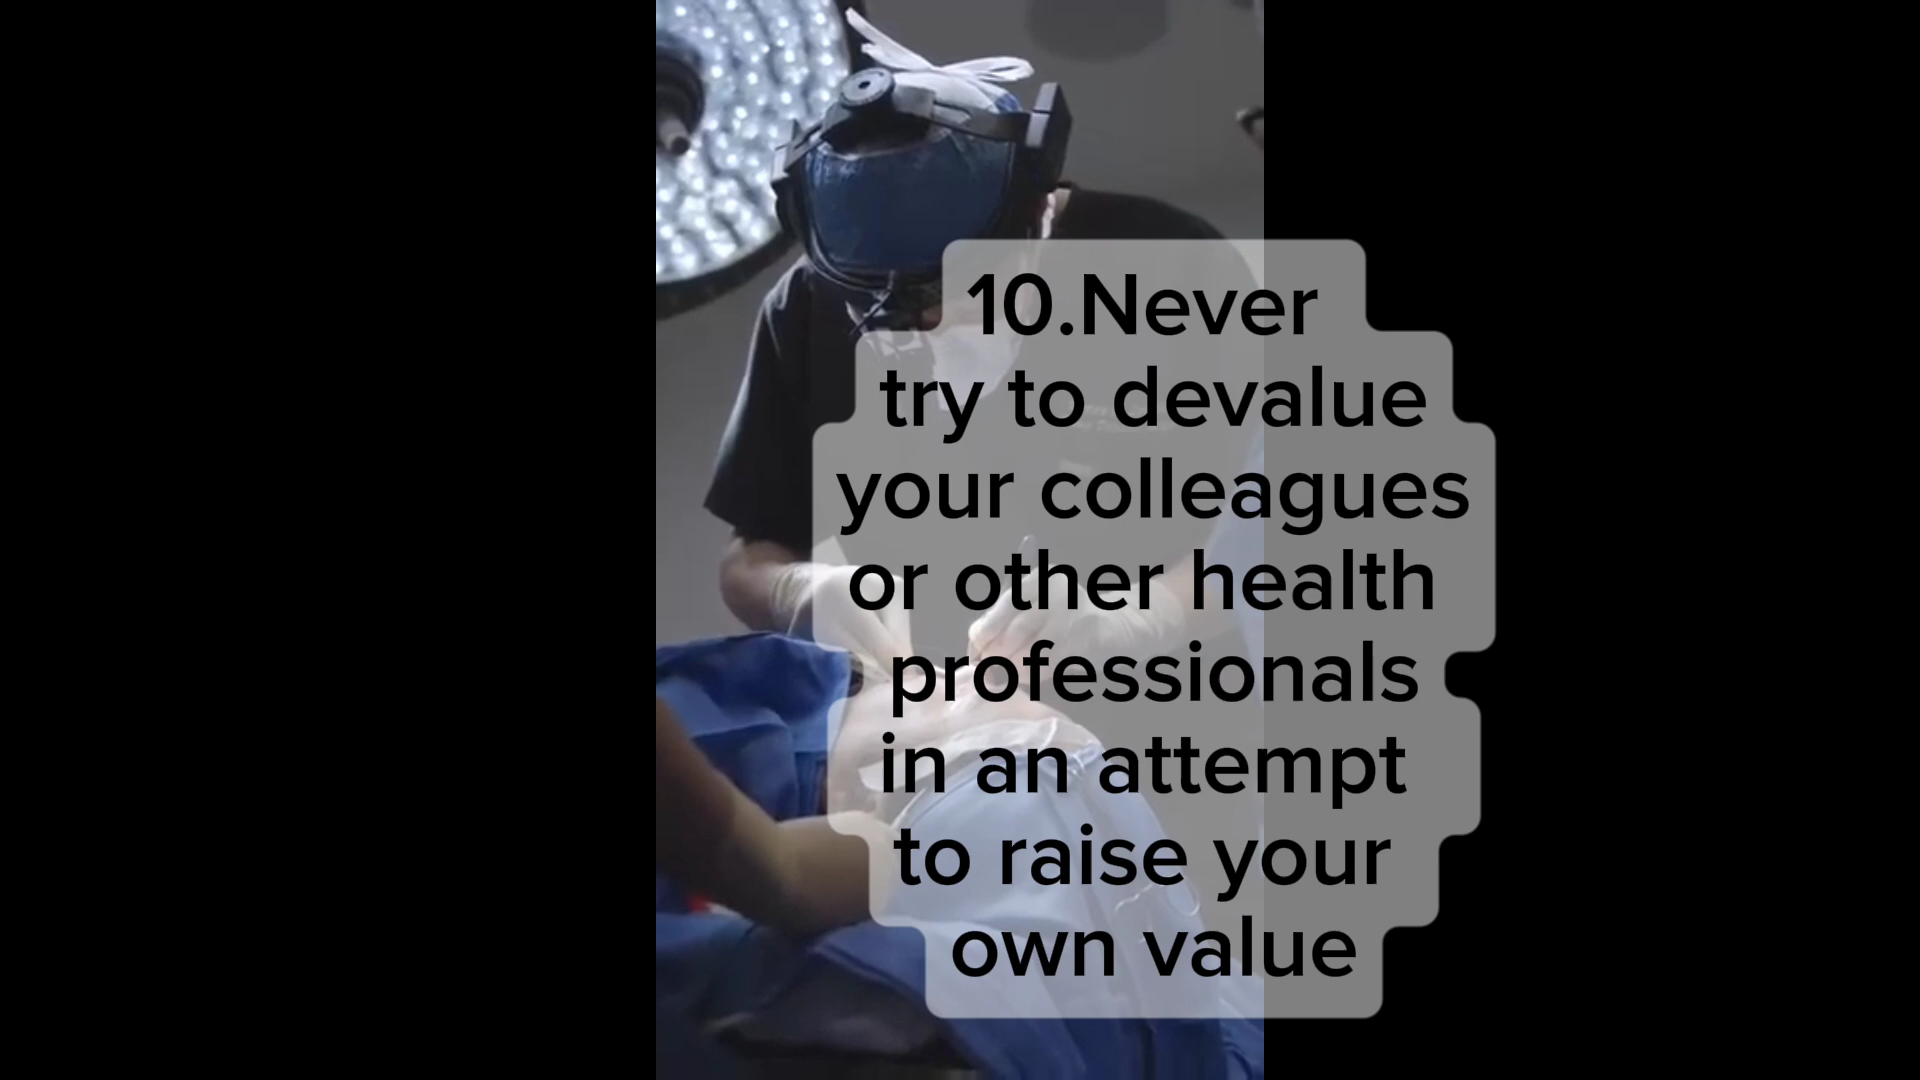 10.Never
try to devalue
your colleagues
or other health
professionals
in an attempt
to raise your
own value